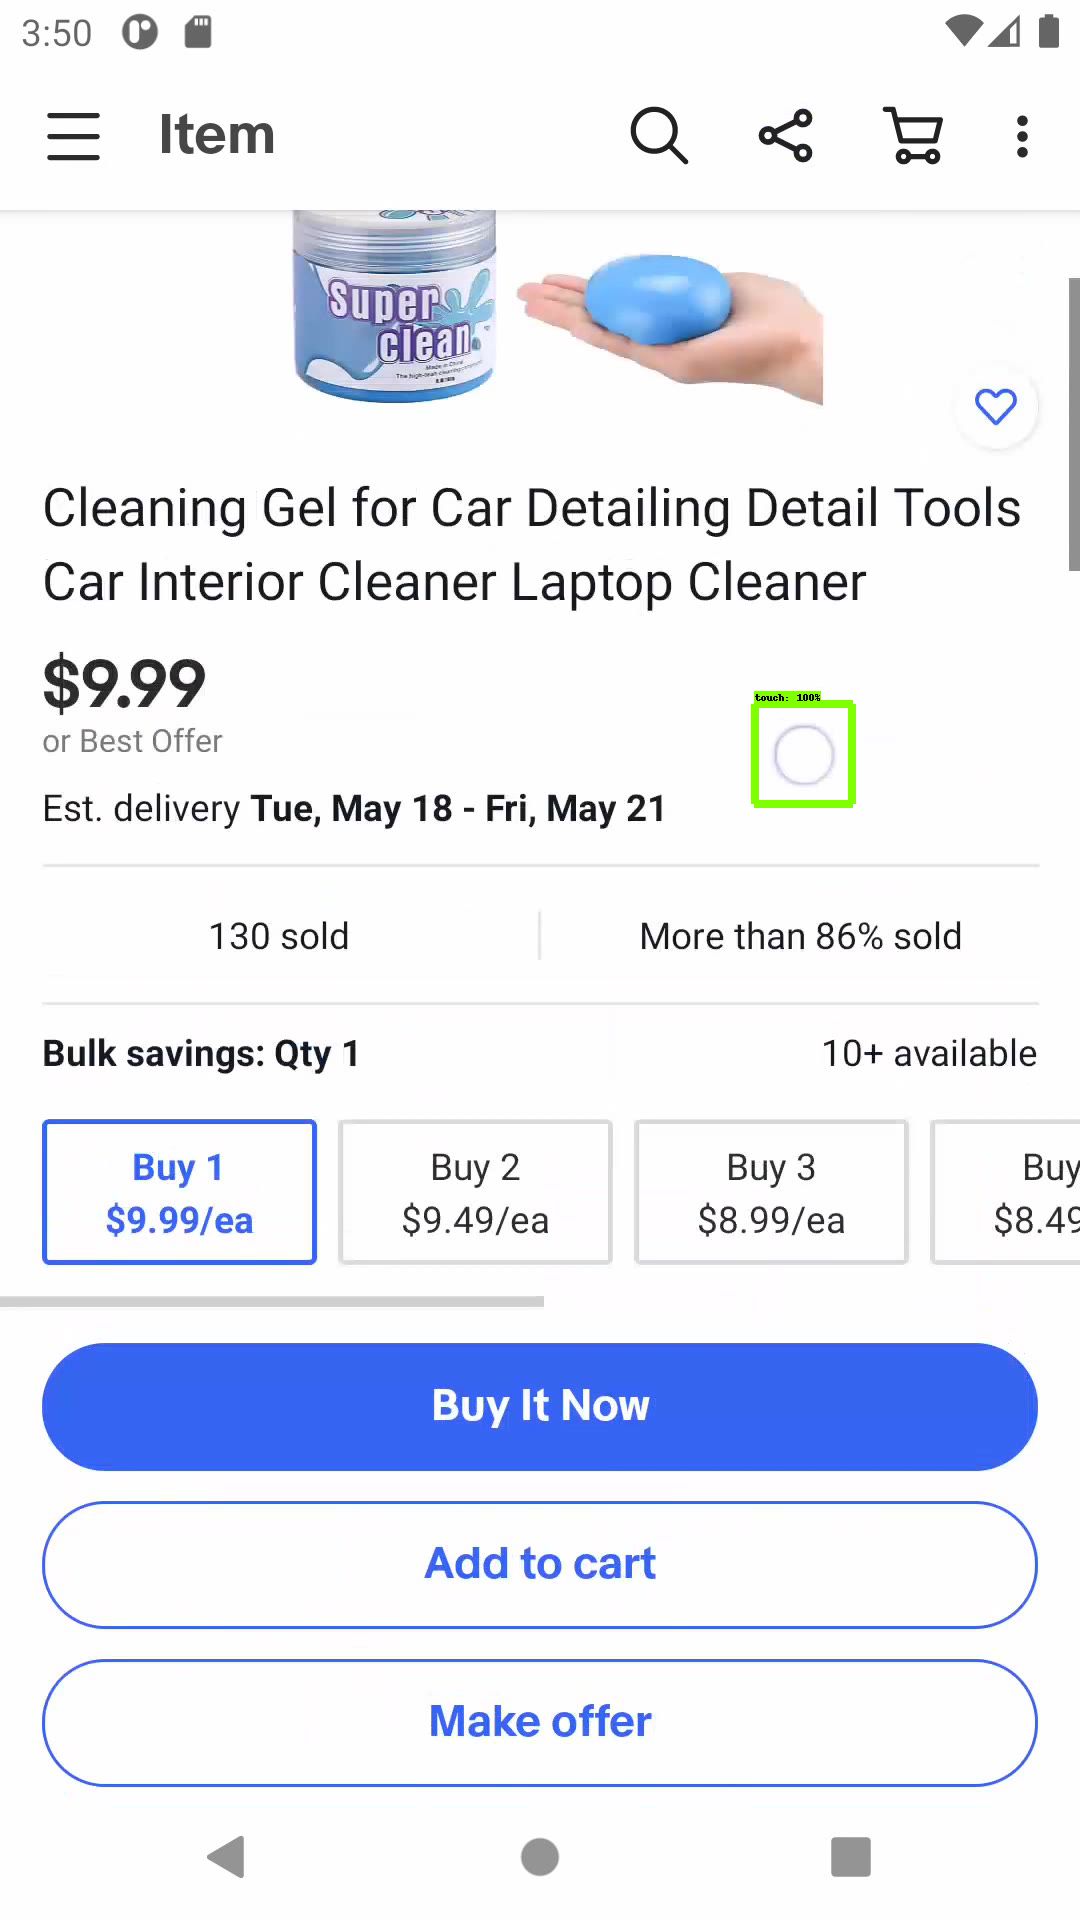 3:50
Item
Super
clean
Made in China
Cleaning Gel for Car Detailing Detail Tools
Car Interior Cleaner Laptop Cleaner
$9.99
or Best Offer
touch: 100%
Est. delivery Tue, May 18 - Fri, May 21
130 sold
More than 86% sold
Bulk savings: Qty 1
10+ available
Buy 1
$9.99/ea
Buy 2
$9.49/ea
Buy 3
$8.99/ea
Buy
$8.49
Buy It Now
Add to cart
Make offer